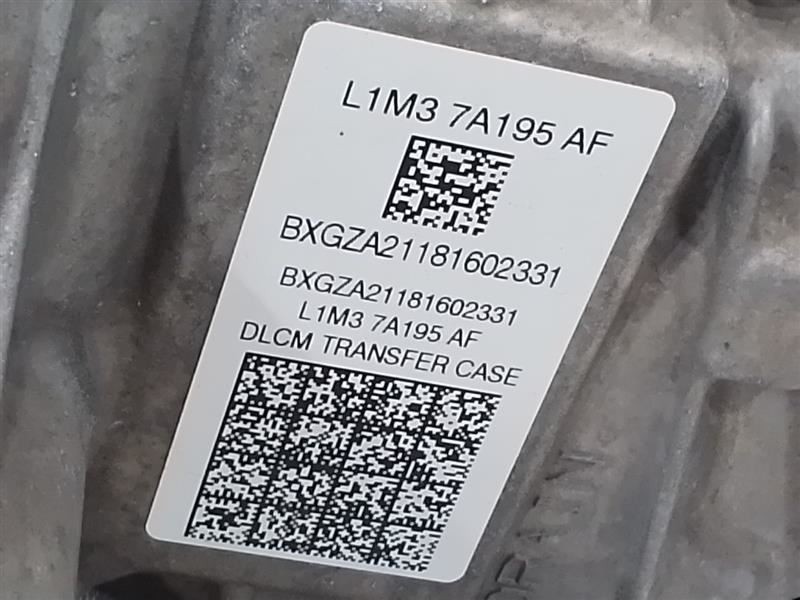 L1M3 7A195 AF
BXGZA21181602331
BXGZA21181602331
L1M3 7A195 AF
DLCM TRANSFER CASE